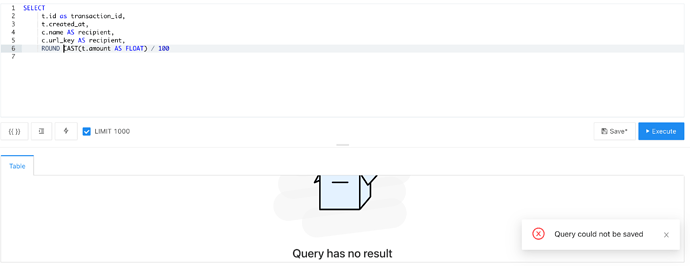 1 SELECT
2 t.id as transaction_id,
3 t.created_at,
4 c.name AS recipient,
5 c.url_key AS recipient,
6 ROUND CAST(t.amount AS FLOAT) / 100
7
{{ }} LIMIT 1000 Save* Execute
Table
Query could not be saved
Query has no result